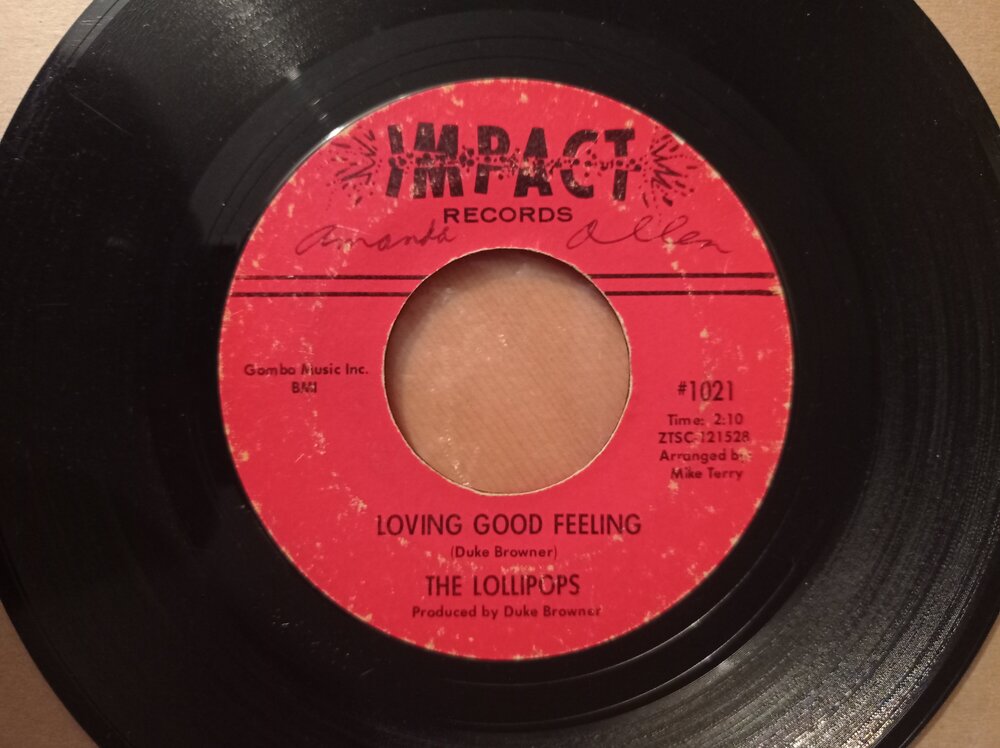 IMPACT
RECORDS
Amanda Allen
Gomba Music Inc.
BMI
#1021
Time: 2:10
ZTSC-121528
Arranged by:
Mike Terry
LOVING GOOD FEELING
(Duke Browner)
THE LOLLIPOPS
Produced by Duke Browner